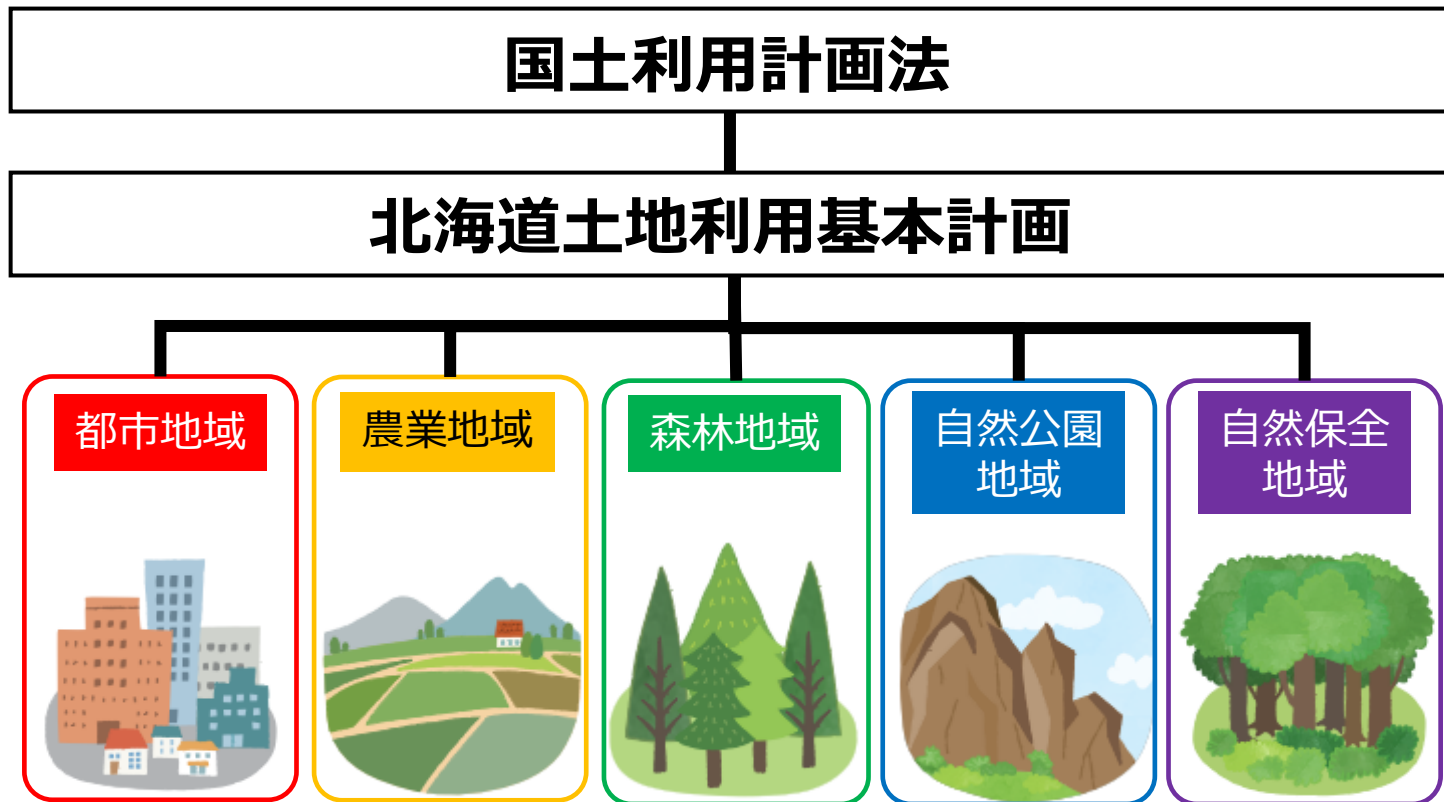 国土利用計画法
北海道土地利用基本計画
都市地域
農業地域
森林地域
自然公園
地域
自然保全
地域